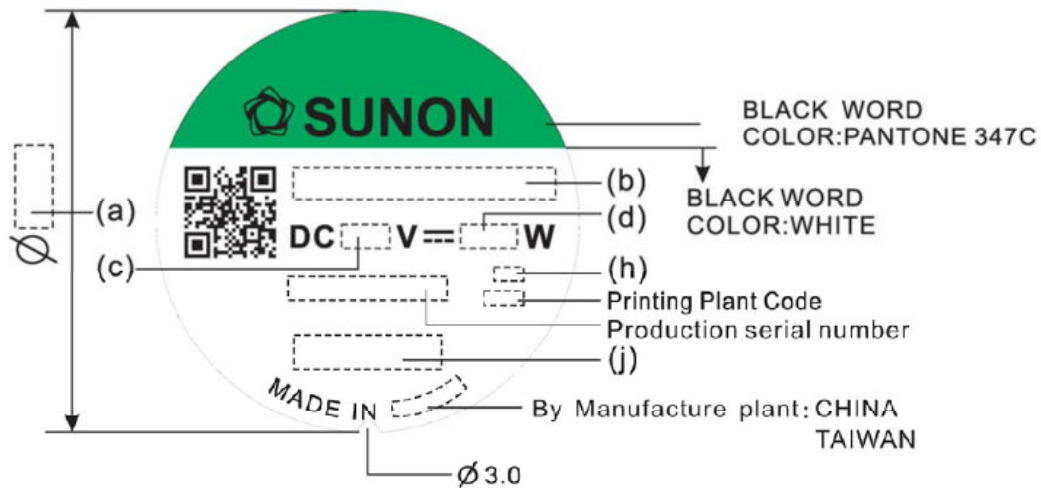 SUNON
BLACK WORD
COLOR:PANTONE 347C
(a)
Ø
(b)
BLACK WORD
COLOR:WHITE
(d)
DC V W
(c)
(h)
Printing Plant Code
Production serial number
(j)
MADE IN
By Manufacture plant: CHINA
TAIWAN
Ø3.0